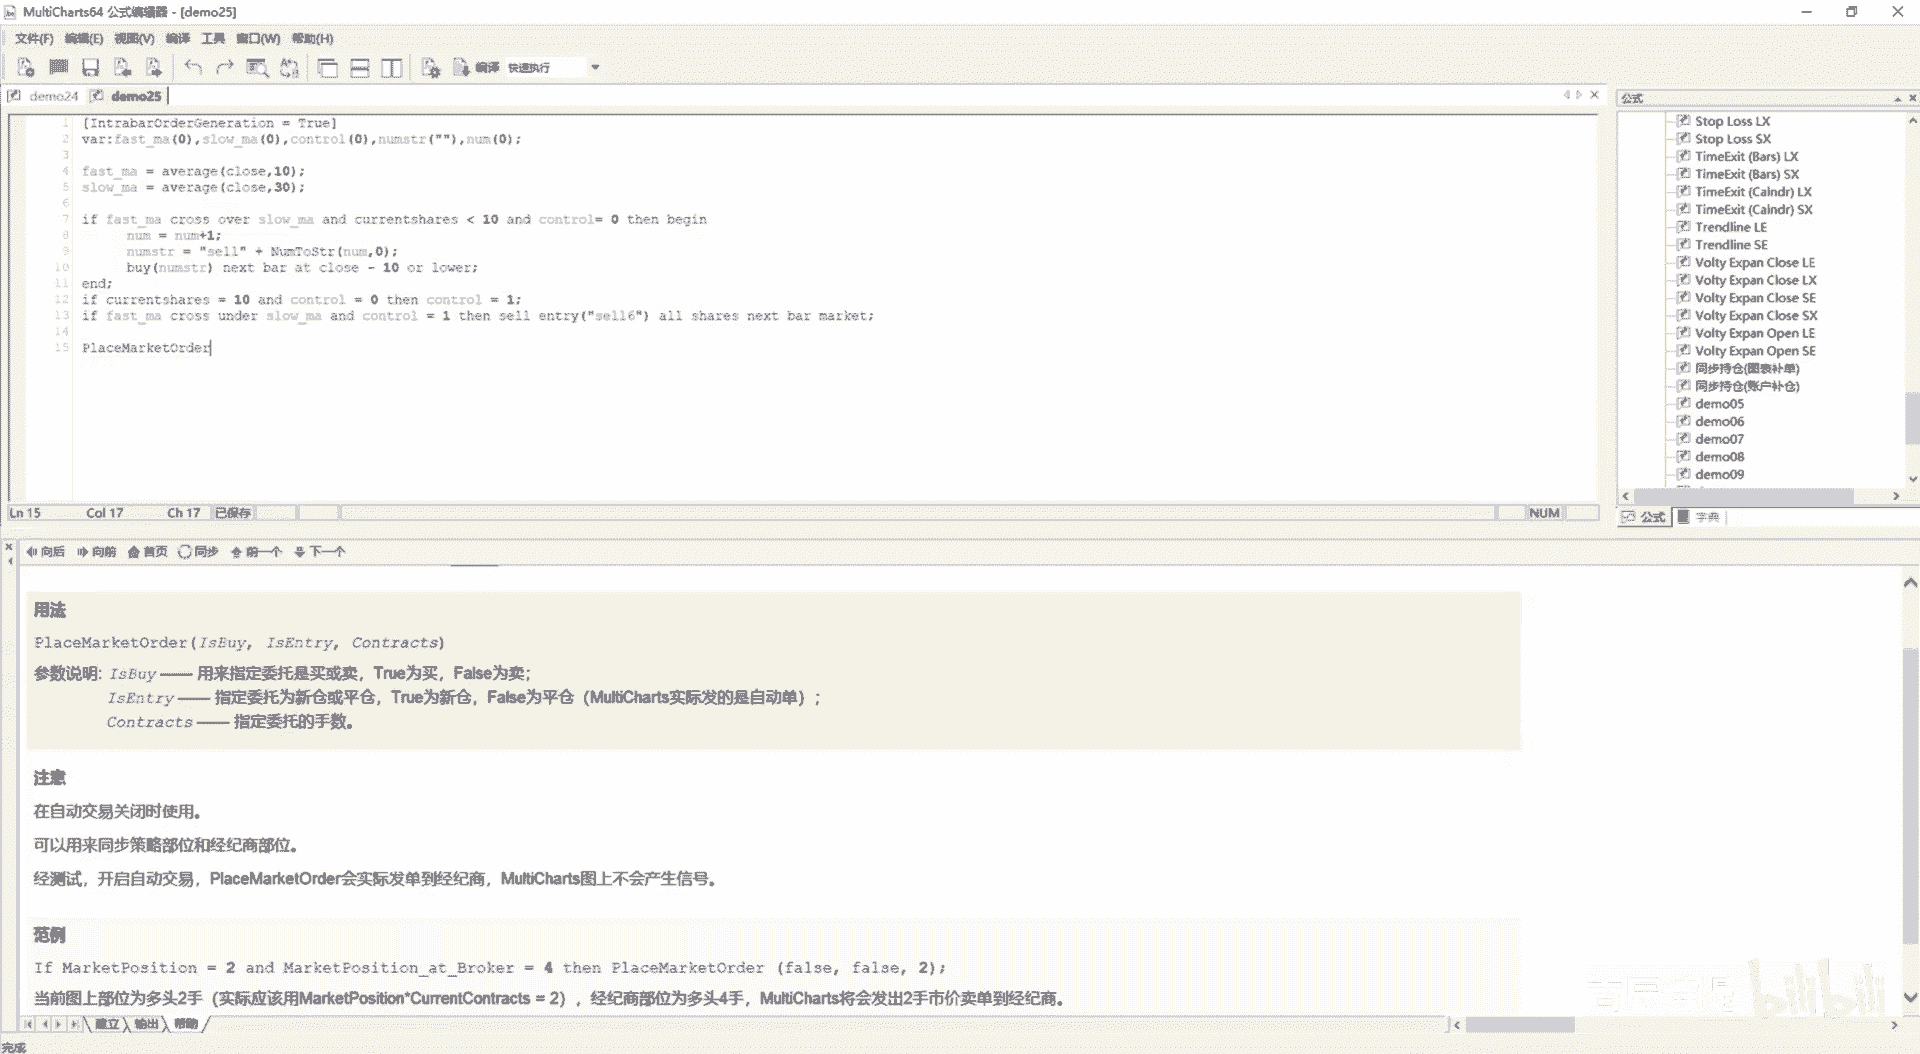 MultiCharts64 公式编辑器 - [demo25]
文件(F) 编辑(E) 视图(V) 编译 工具 窗口(W) 帮助(H)
编译 快速执行
demo24 demo25
公式
1 [IntrabarOrderGeneration = True]
2 var:fast_ma(0),slow_ma(0),control(0),numstr(""),num(0);
3
4 fast_ma = average(close,10);
5 slow_ma = average(close,30);
6
7 if fast_ma cross over slow_ma and currentshares < 10 and control= 0 then begin
8 num = num+1;
9 numstr = "sell" + NumToStr(num,0);
10 buy(numstr) next bar at close - 10 or lower;
11 end;
12 if currentshares = 10 and control = 0 then control = 1;
13 if fast_ma cross under slow_ma and control = 1 then sell entry("sell6") all shares next bar market;
14
15 PlaceMarketOrder
Stop Loss LX
Stop Loss SX
TimeExit (Bars) LX
TimeExit (Bars) SX
TimeExit (Calndr) LX
TimeExit (Calndr) SX
Trendline LE
Trendline SE
Volty Expan Close LE
Volty Expan Close LX
Volty Expan Close SE
Volty Expan Close SX
Volty Expan Open LE
Volty Expan Open SE
同步持仓(图表补单)
同步持仓(账户补仓)
demo05
demo06
demo07
demo08
demo09
Ln 15 Col 17 Ch 17 已保存 NUM
公式 字典
向后 向前 首页 同步 前一个 下一个
用法
PlaceMarketOrder(IsBuy, IsEntry, Contracts)
参数说明: IsBuy —— 用来指定委托是买或卖，True为买，False为卖；
IsEntry —— 指定委托为新仓或平仓，True为新仓，False为平仓（MultiCharts实际发的是自动单）；
Contracts —— 指定委托的手数。
注意
在自动交易关闭时使用。
可以用来同步策略部位和经纪商部位。
经测试，开启自动交易，PlaceMarketOrder会实际发单到经纪商，MultiCharts图上不会产生信号。
范例
If MarketPosition = 2 and MarketPosition_at_Broker = 4 then PlaceMarketOrder (false, false, 2);
当前图上部位为多头2手（实际应该用MarketPosition*CurrentContracts = 2），经纪商部位为多头4手，MultiCharts将会发出2手市价卖单到经纪商。
建立 输出 帮助
完成
bilibili